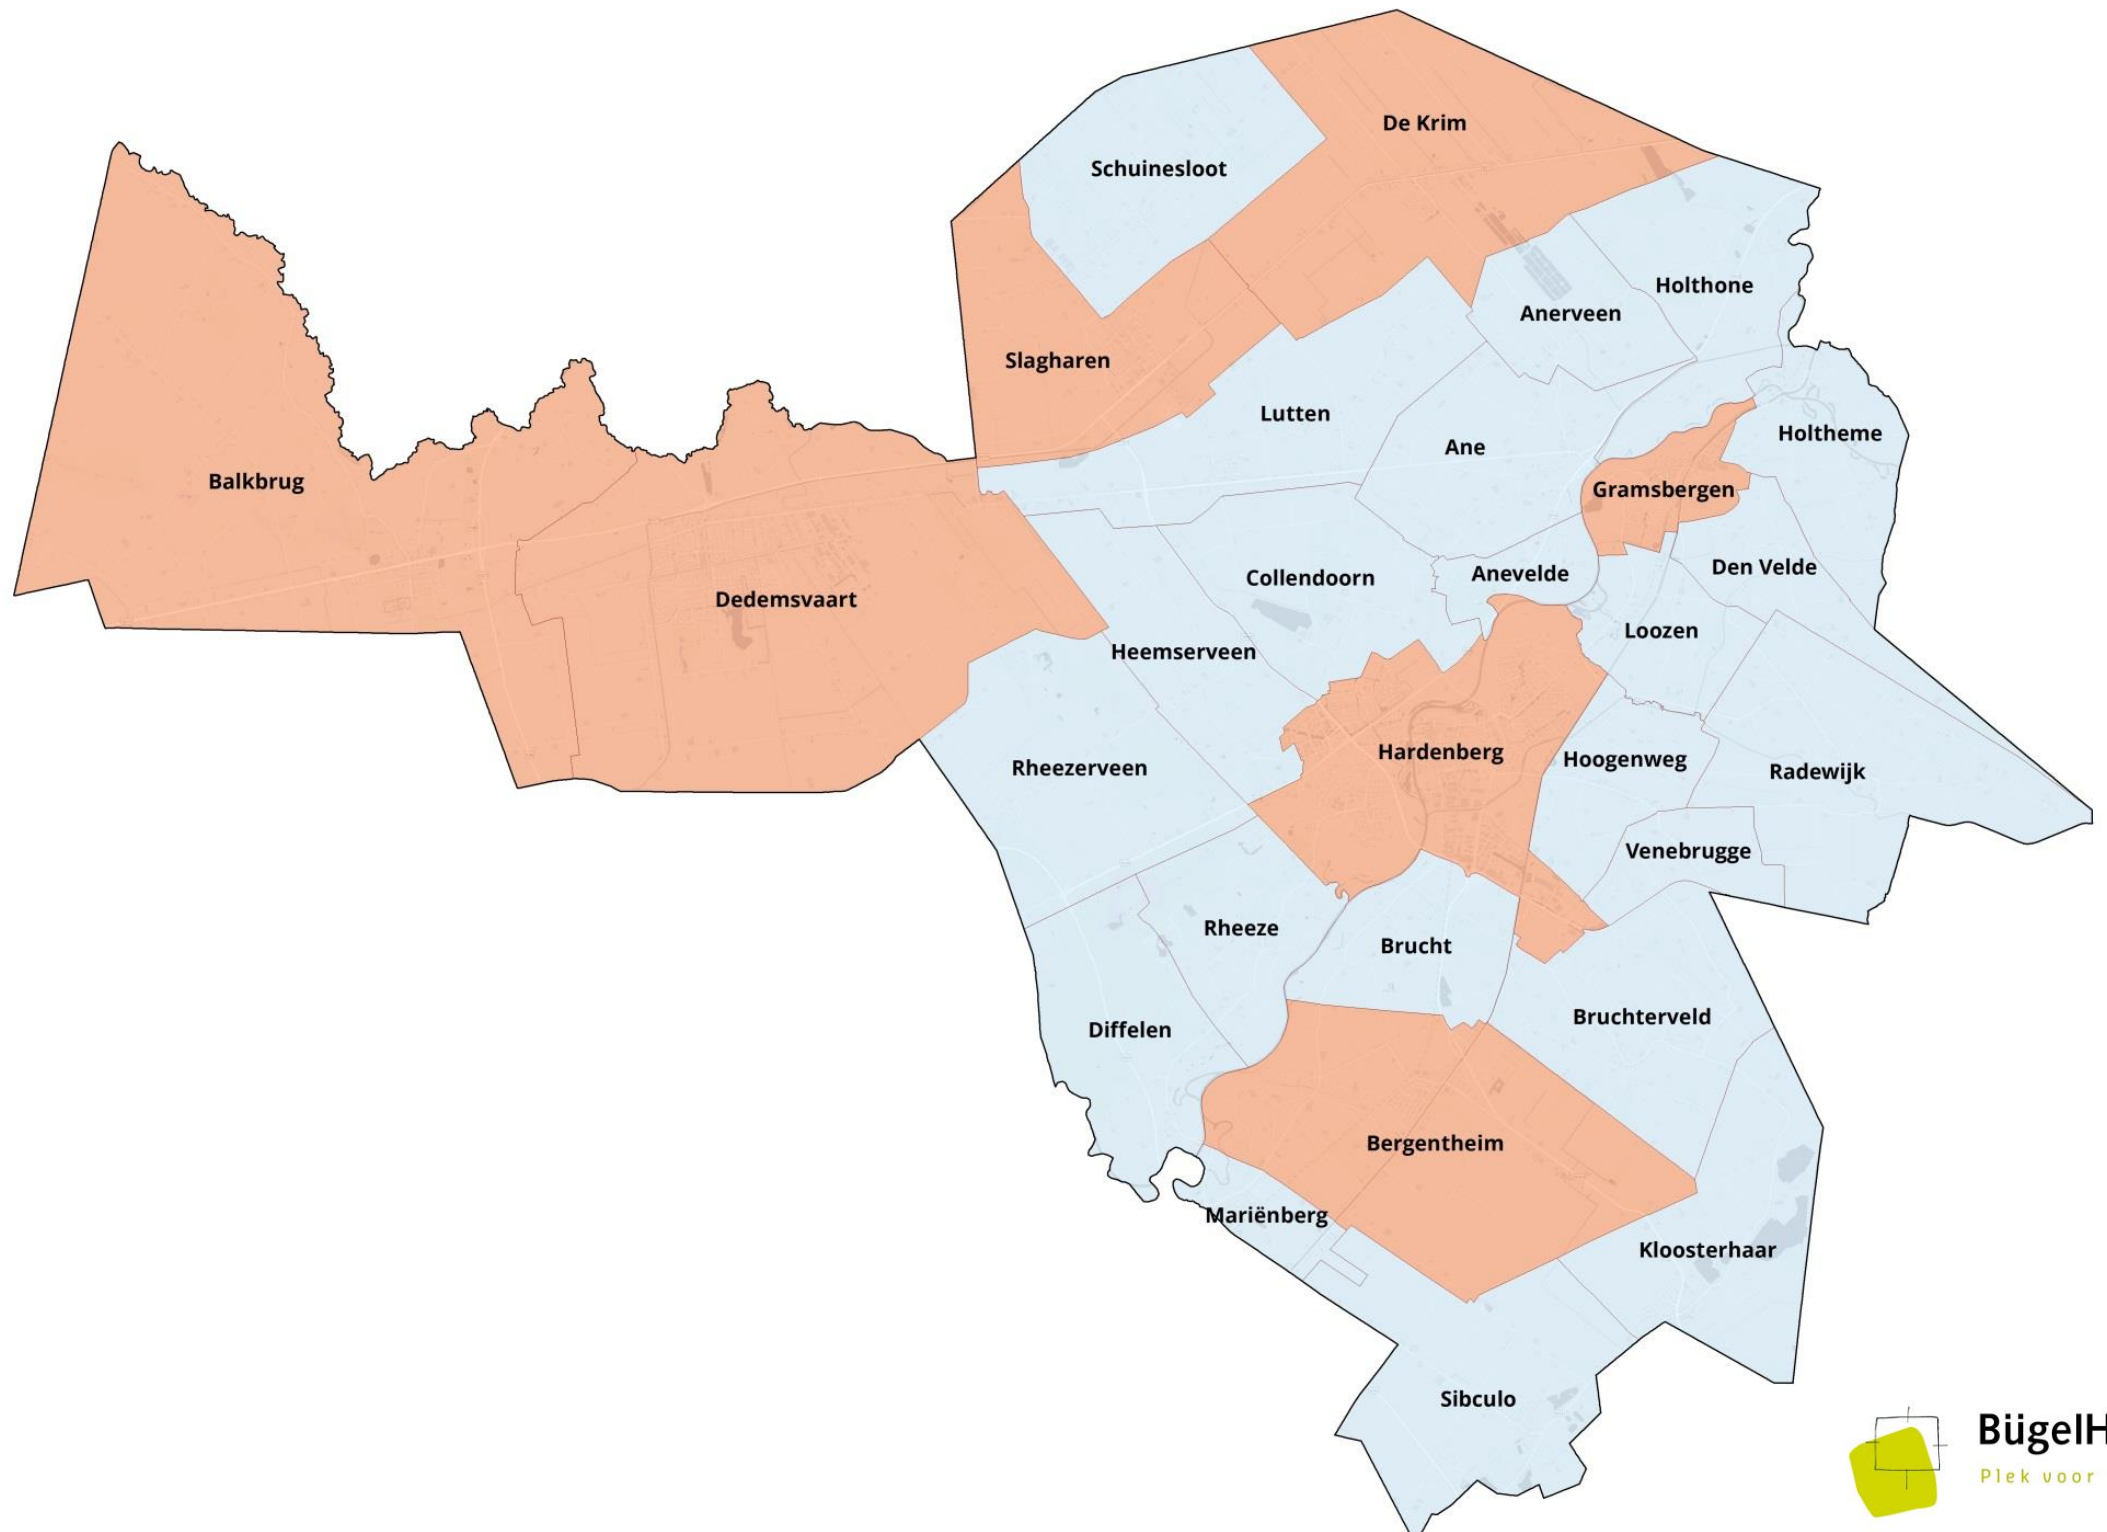 De Krim
Schuinesloot
Holthone
Anerveen
Slagharen
Lutten
Holtheme
Ane
Balkbrug
Gramsbergen
Den Velde
Anevelde
Collendoorn
Dedemsvaart
Loozen
Heemserveen
Hardenberg
Hoogenweg
Rheezerveen
Radewijk
Venebrugge
Rheeze
Brucht
Bruchterveld
Diffelen
Bergentheim
Mariënberg
Kloosterhaar
Sibculo
BügelH
Plek voor